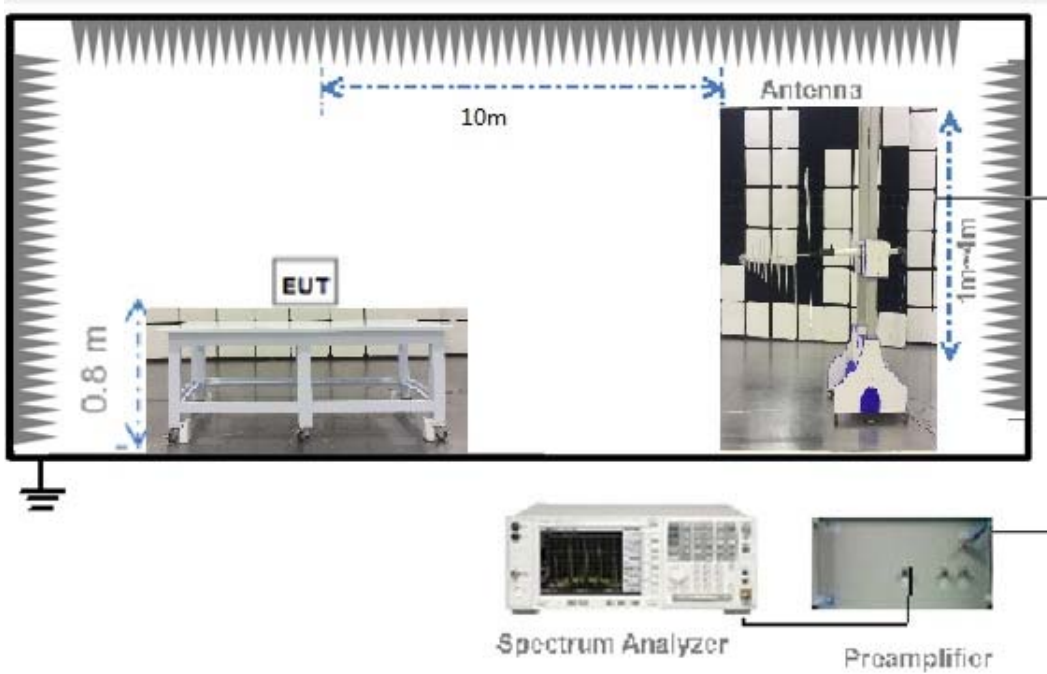 Antenna
10m
1m~4m
EUT
0.8 m
Spectrum Analyzer
Preamplifier